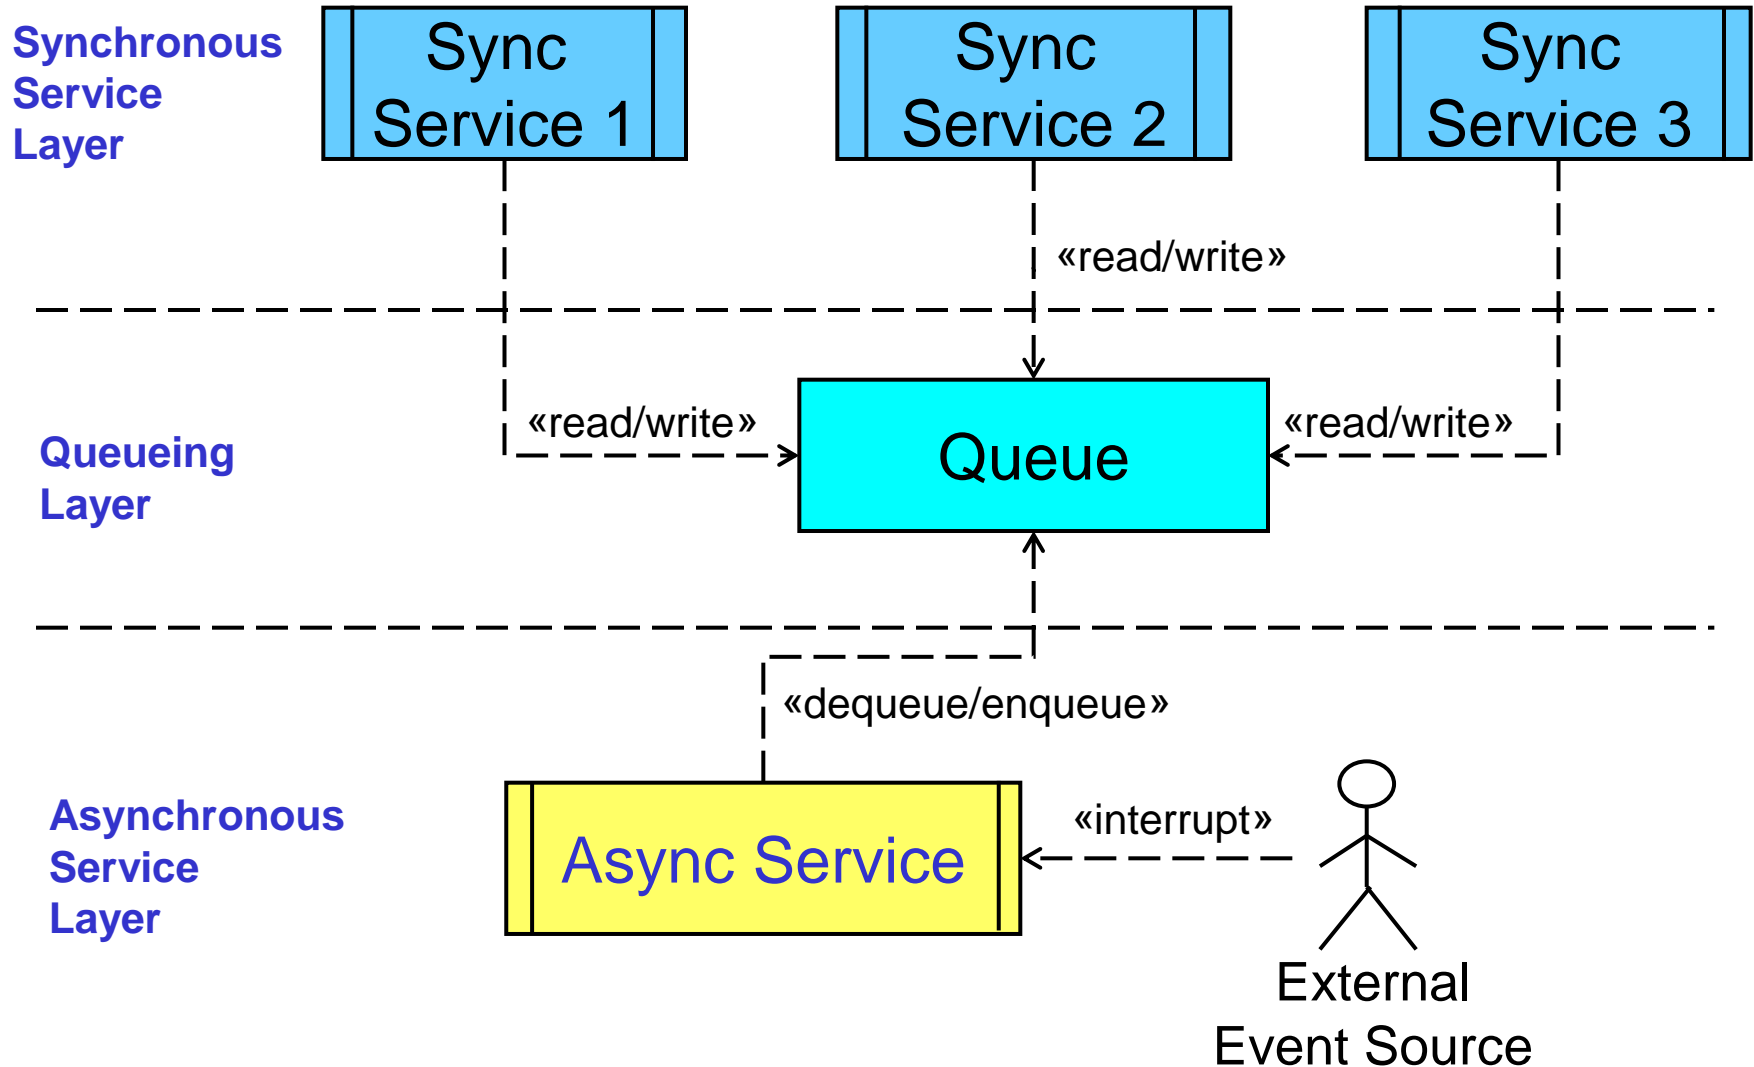 Synchronous
Service
Layer
Sync
Service 1
Sync
Service 2
Sync
Service 3
«read/write»
Queueing
Layer
«read/write»
Queue
«read/write»
«dequeue/enqueue»
Asynchronous
Service
Layer
Async Service
«interrupt»
External
Event Source